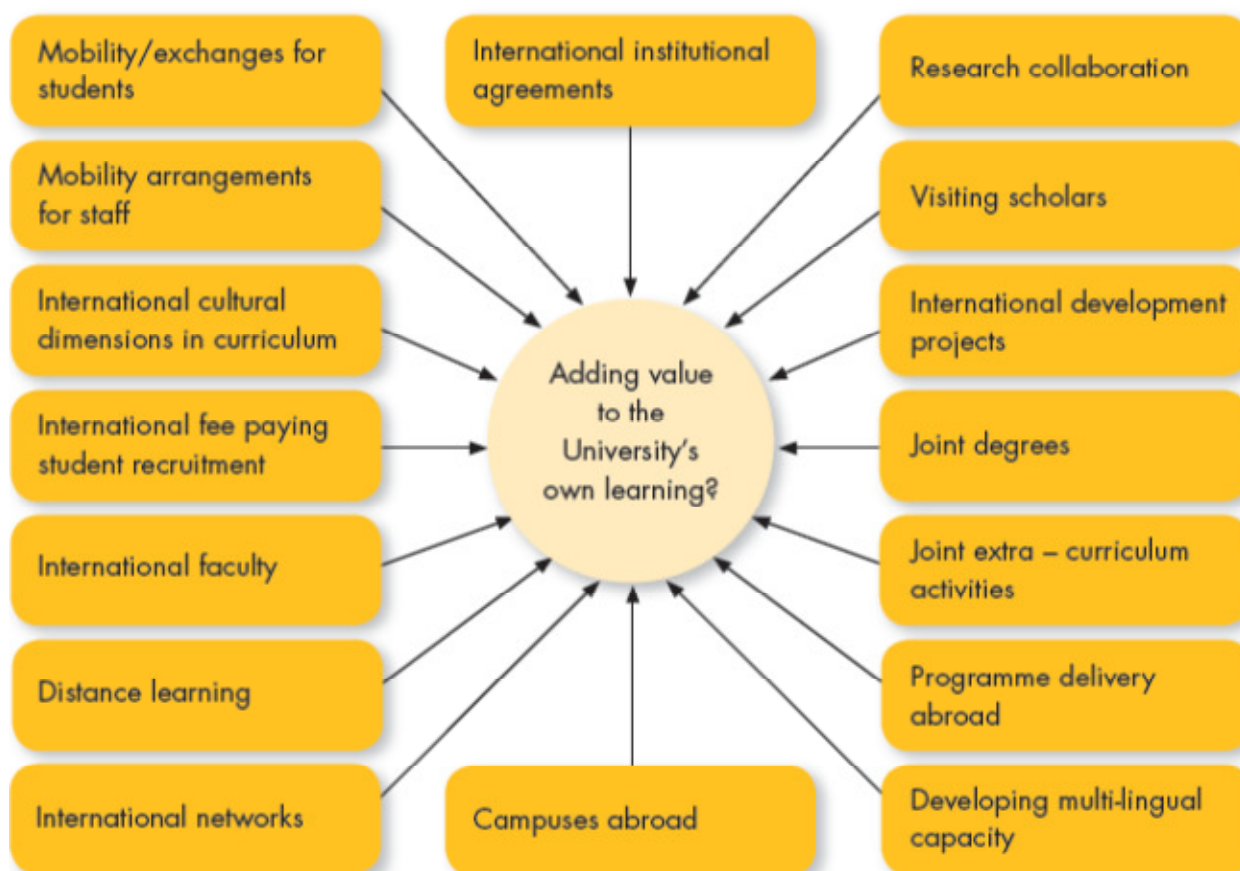 Mobility/exchanges for
students
International institutional
agreements
Research collaboration
Mobility arrangements
for staff
Visiting scholars
International cultural
dimensions in curriculum
International development
projects
Adding value
to the
University's
own learning?
International fee paying
student recruitment
Joint degrees
International faculty
Joint extra – curriculum
activities
Distance learning
Programme delivery
abroad
International networks
Campuses abroad
Developing multi-lingual
capacity